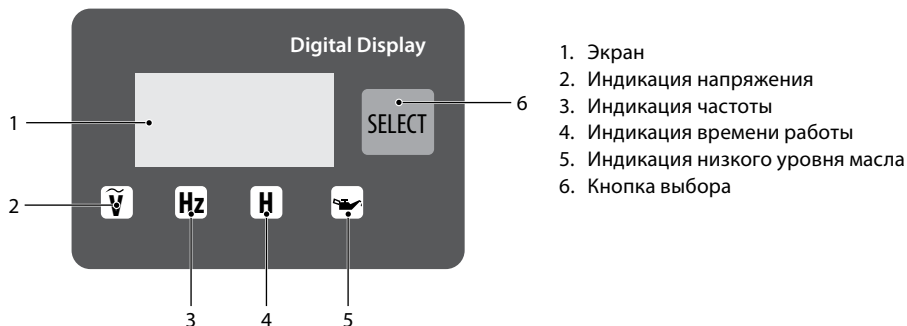 Digital Display
1
6
SELECT
V
Hz
H
2
3
4
5
1. Экран
2. Индикация напряжения
3. Индикация частоты
4. Индикация времени работы
5. Индикация низкого уровня масла
6. Кнопка выбора